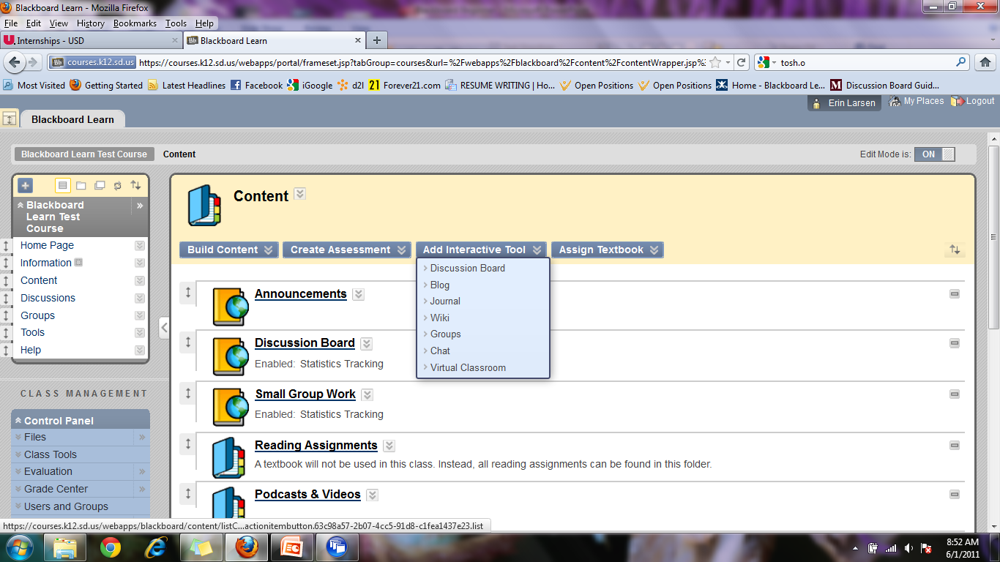 Blackboard Learn - Mozilla Firefox
File Edit View History Bookmarks Tools Help
Internships - USD
Bb Blackboard Learn
Bb courses.k12.sd.us https://courses.k12.sd.us/webapps/portal/frameset.jsp?tabGroup=courses&url=%2Fwebapps%2Fblackboard%2Fcontent%2FcontentWrapper.jsp%:
tosh.o
Most Visited Getting Started Latest Headlines Facebook iGoogle d2l 21 Forever21.com RESUME WRITING | Ho... Open Positions Open Positions Home - Blackboard Le... M Discussion Board Guid...
Erin Larsen My Places Logout
Blackboard Learn
Blackboard Learn Test Course Content
Edit Mode is: ON
Blackboard
Learn Test
Course
Home Page
Information
Content
Discussions
Groups
Tools
Help
CLASS MANAGEMENT
Control Panel
Files
Class Tools
Evaluation
Grade Center
Users and Groups
Content
Build Content Create Assessment Add Interactive Tool Assign Textbook
Discussion Board
Blog
Journal
Wiki
Groups
Chat
Virtual Classroom
Announcements
Discussion Board
Enabled: Statistics Tracking
Small Group Work
Enabled: Statistics Tracking
Reading Assignments
A textbook will not be used in this class. Instead, all reading assignments can be found in this folder.
Podcasts & Videos
https://courses.k12.sd.us/webapps/blackboard/content/listC...actionitembutton.63c98a57-2b07-4cc5-91d8-c1fea1437e23.list
8:52 AM
6/1/2011